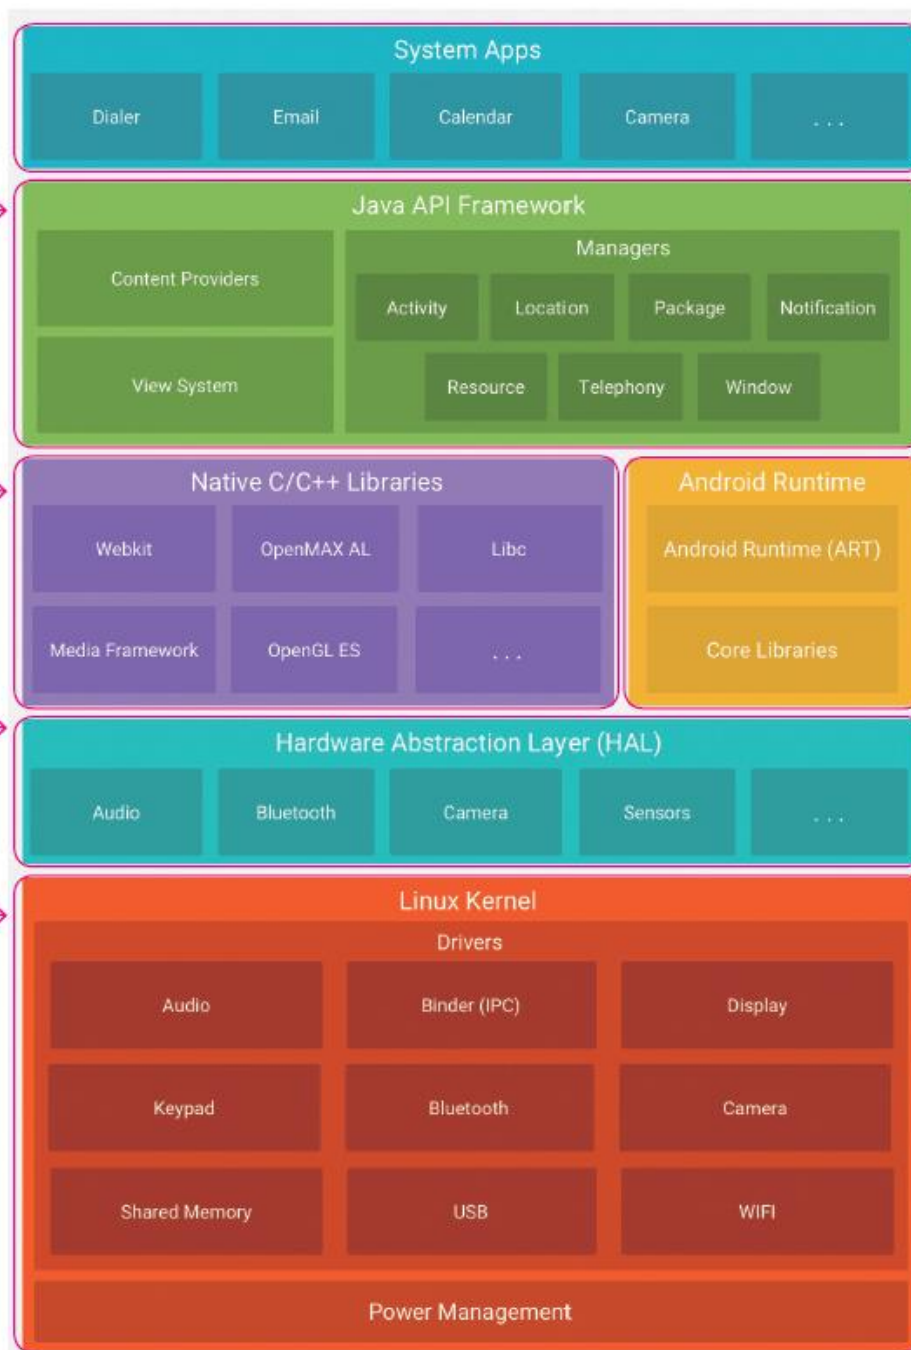 System Apps
Dialer Email Calendar Camera . . .
Java API Framework
Content Providers
View System
Managers
Activity Location Package Notification
Resource Telephony Window
Native C/C++ Libraries
Webkit OpenMAX AL Libc
Media Framework OpenGL ES . . .
Android Runtime
Android Runtime (ART)
Core Libraries
Hardware Abstraction Layer (HAL)
Audio Bluetooth Camera Sensors . . .
Linux Kernel
Drivers
Audio Binder (IPC) Display
Keypad Bluetooth Camera
Shared Memory USB WIFI
Power Management